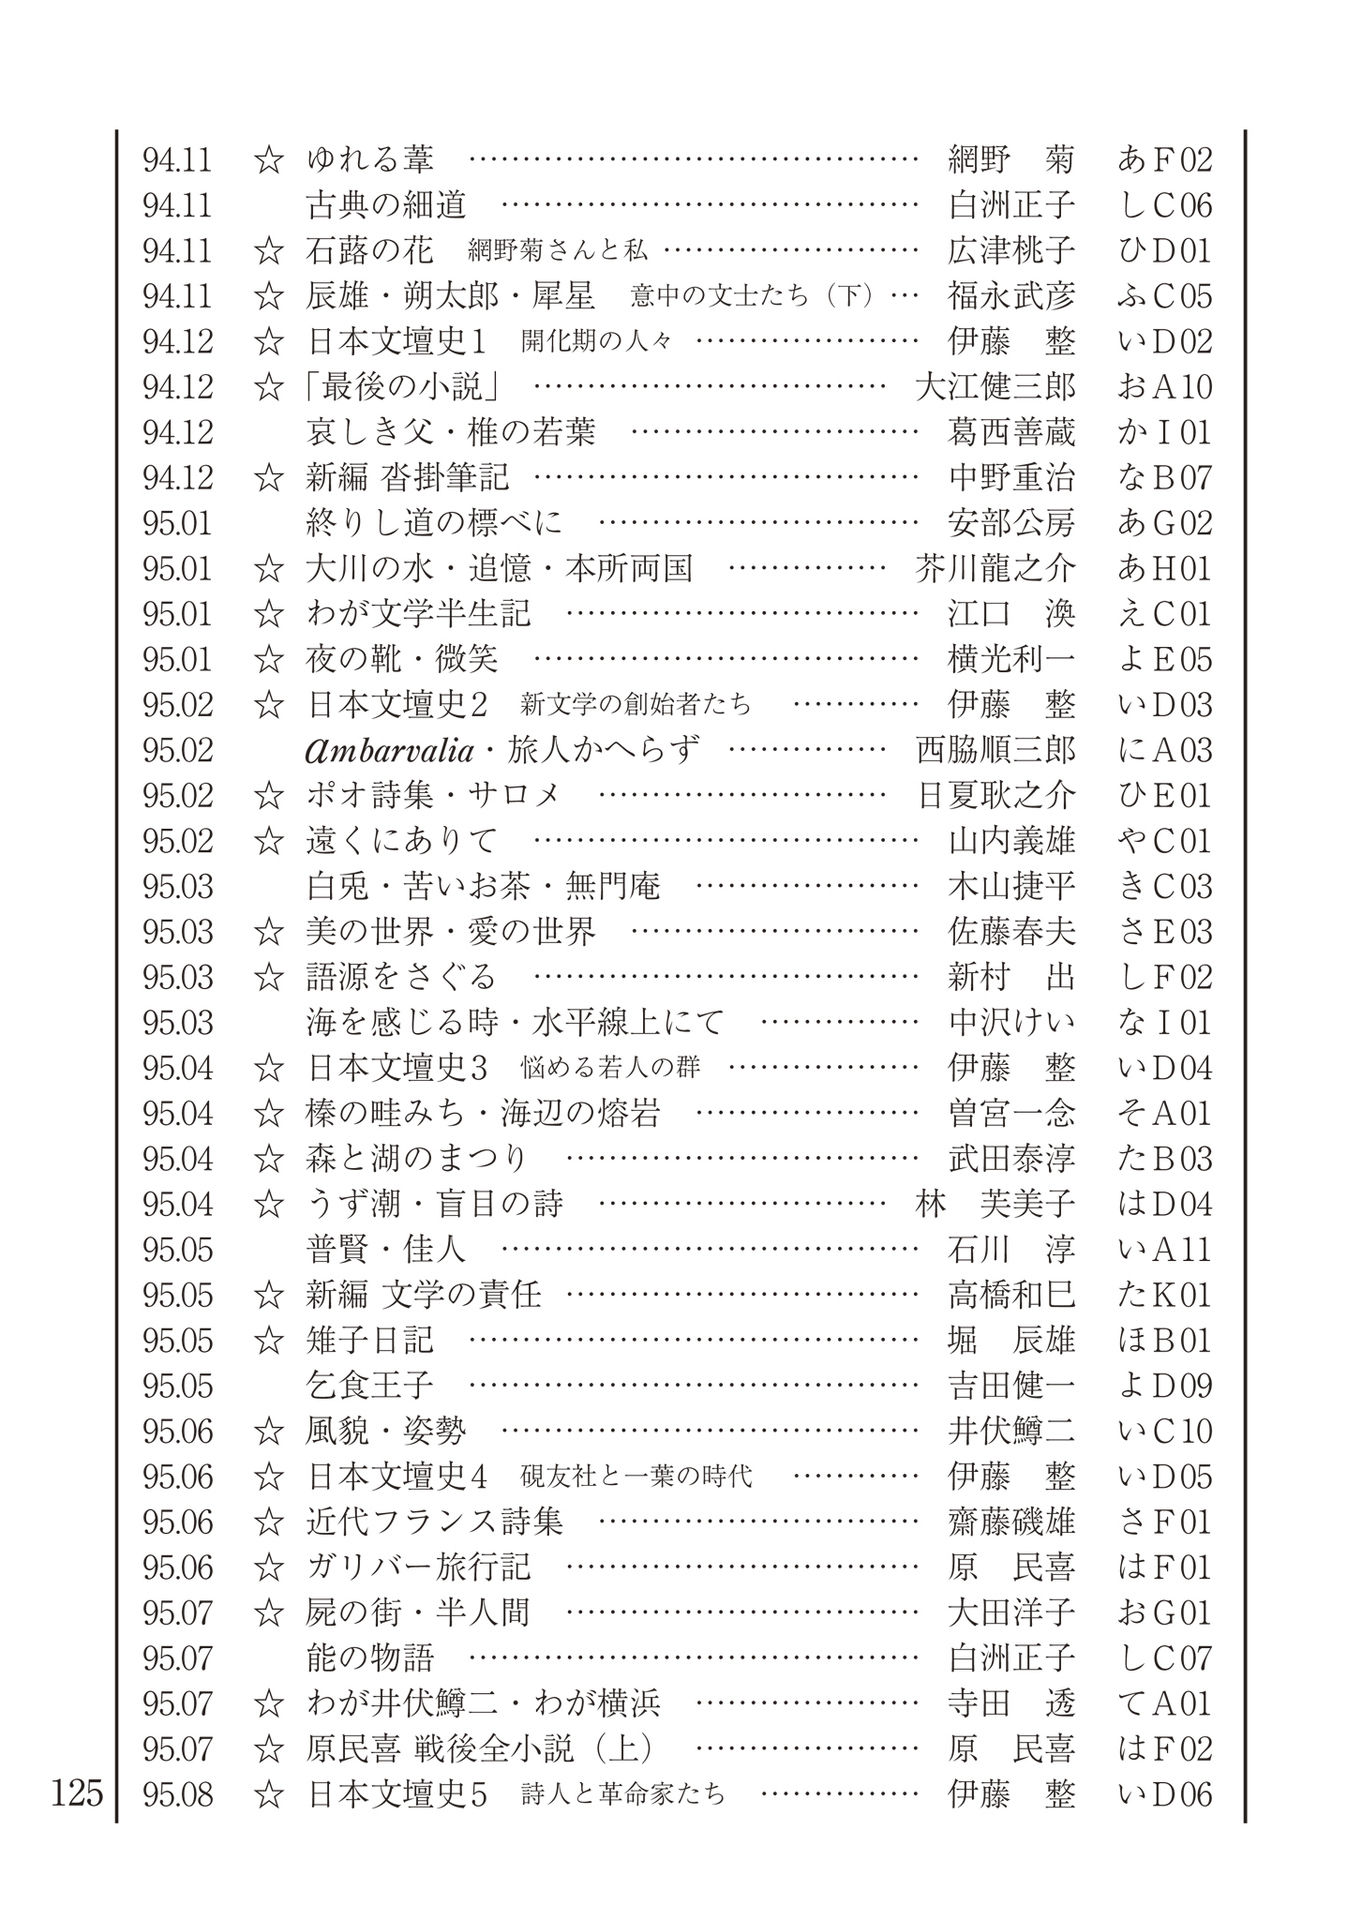 94.11 ☆ ゆれる葦 …………………………………… 網野 菊 あF02
94.11 古典の細道 ………………………………… 白洲正子 しC06
94.11 ☆ 石蕗の花 網野菊さんと私 …………………… 広津桃子 ひD01
94.11 ☆ 辰雄・朔太郎・犀星 意中の文士たち（下）… 福永武彦 ふC05
94.12 ☆ 日本文壇史1 開化期の人々 ………………… 伊藤 整 いD02
94.12 ☆ 「最後の小説」 …………………………… 大江健三郎 おA10
94.12 哀しき父・椎の若葉 ……………………… 葛西善蔵 かI01
94.12 ☆ 新編 沓掛筆記 ……………………………… 中野重治 なB07
95.01 終りし道の標べに ………………………… 安部公房 あG02
95.01 ☆ 大川の水・追憶・本所両国 …………… 芥川龍之介 あH01
95.01 ☆ わが文学半生記 …………………………… 江口 渙 えC01
95.01 ☆ 夜の靴・微笑 ……………………………… 横光利一 よE05
95.02 ☆ 日本文壇史2 新文学の創始者たち ………… 伊藤 整 いD03
95.02 Ambarvalia・旅人かへらず …………… 西脇順三郎 にA03
95.02 ☆ ポオ詩集・サロメ ……………………… 日夏耿之介 ひE01
95.02 ☆ 遠くにありて ……………………………… 山内義雄 やC01
95.03 白兎・苦いお茶・無門庵 ………………… 木山捷平 きC03
95.03 ☆ 美の世界・愛の世界 ……………………… 佐藤春夫 さE03
95.03 ☆ 語源をさぐる ……………………………… 新村 出 しF02
95.03 海を感じる時・水平線上にて …………… 中沢けい なI01
95.04 ☆ 日本文壇史3 悩める若人の群 ……………… 伊藤 整 いD04
95.04 ☆ 榛の畦みち・海辺の熔岩 ………………… 曽宮一念 そA01
95.04 ☆ 森と湖のまつり …………………………… 武田泰淳 たB03
95.04 ☆ うず潮・盲目の詩 ……………………… 林 芙美子 はD04
95.05 普賢・佳人 ………………………………… 石川 淳 いA11
95.05 ☆ 新編 文学の責任 …………………………… 高橋和巳 たK01
95.05 ☆ 雉子日記 …………………………………… 堀 辰雄 ほB01
95.05 乞食王子 …………………………………… 吉田健一 よD09
95.06 ☆ 風貌・姿勢 ………………………………… 井伏鱒二 いC10
95.06 ☆ 日本文壇史4 硯友社と一葉の時代 ………… 伊藤 整 いD05
95.06 ☆ 近代フランス詩集 ………………………… 齋藤磯雄 さF01
95.06 ☆ ガリバー旅行記 …………………………… 原 民喜 はF01
95.07 ☆ 屍の街・半人間 …………………………… 大田洋子 おG01
95.07 能の物語 …………………………………… 白洲正子 しC07
95.07 ☆ わが井伏鱒二・わが横浜 ………………… 寺田 透 てA01
95.07 ☆ 原民喜 戦後全小説（上） ………………… 原 民喜 はF02
95.08 ☆ 日本文壇史5 詩人と革命家たち …………… 伊藤 整 いD06
125